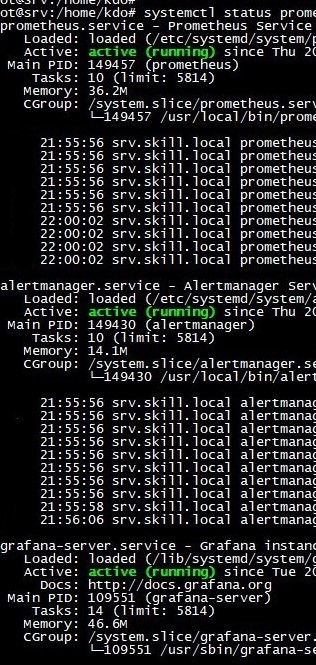 ot@srv:/home/kdo#
ot@srv:/home/kdo# systemctl status prome
prometheus.service - Prometheus Service
Loaded: loaded (/etc/systemd/system/p
Active: active (running) since Thu 20
Main PID: 149457 (prometheus)
Tasks: 10 (limit: 5814)
Memory: 36.2M
CGroup: /system.slice/prometheus.serv
└─149457 /usr/local/bin/prome
21:55:56 srv.skill.local prometheus
21:55:56 srv.skill.local prometheus
21:55:56 srv.skill.local prometheus
21:55:56 srv.skill.local prometheus
21:55:56 srv.skill.local prometheus
21:55:56 srv.skill.local prometheus
22:00:02 srv.skill.local prometheus
22:00:02 srv.skill.local prometheus
22:00:02 srv.skill.local prometheus
22:00:02 srv.skill.local prometheus
alertmanager.service - Alertmanager Serv
Loaded: loaded (/etc/systemd/system/a
Active: active (running) since Thu 20
Main PID: 149430 (alertmanager)
Tasks: 10 (limit: 5814)
Memory: 14.1M
CGroup: /system.slice/alertmanager.se
└─149430 /usr/local/bin/alert
21:55:56 srv.skill.local alertmanag
21:55:56 srv.skill.local alertmanag
21:55:56 srv.skill.local alertmanag
21:55:56 srv.skill.local alertmanag
21:55:56 srv.skill.local alertmanag
21:55:56 srv.skill.local alertmanag
21:55:56 srv.skill.local alertmanag
21:55:58 srv.skill.local alertmanag
21:56:06 srv.skill.local alertmanag
grafana-server.service - Grafana instanc
Loaded: loaded (/lib/systemd/system/g
Active: active (running) since Tue 20
Docs: http://docs.grafana.org
Main PID: 109551 (grafana-server)
Tasks: 14 (limit: 5814)
Memory: 46.6M
CGroup: /system.slice/grafana-server.
└─109551 /usr/sbin/grafana-se